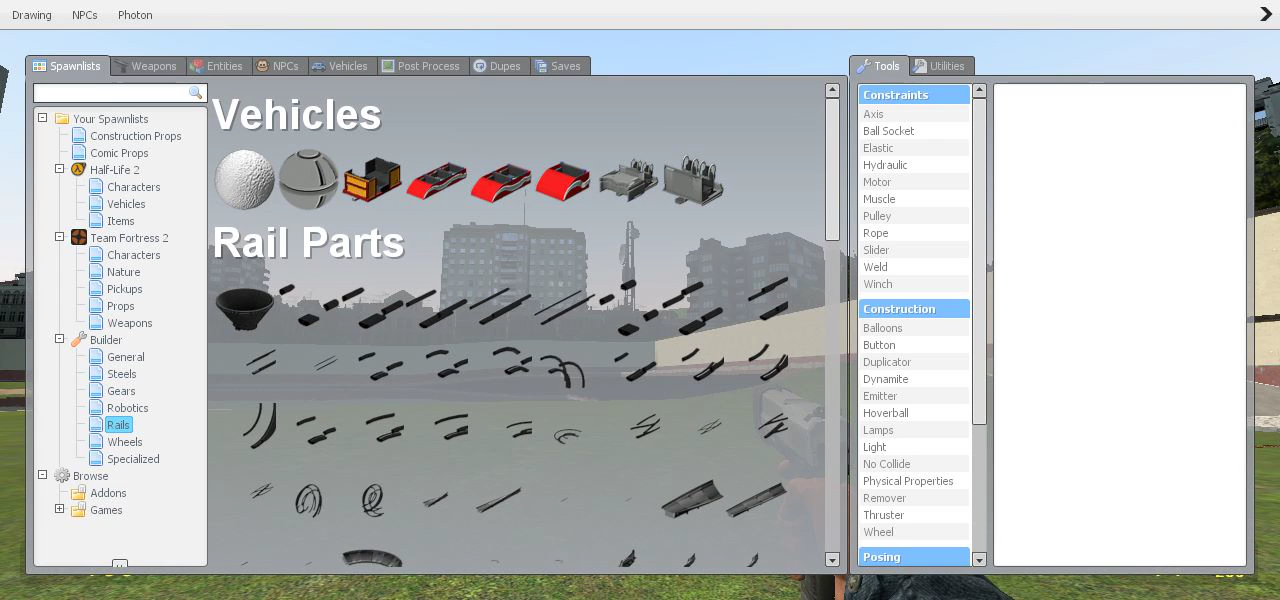 Drawing NPCs Photon
Spawnlists Weapons Entities NPCs Vehicles Post Process Dupes Saves
Your Spawnlists
Construction Props
Comic Props
Half-Life 2
Characters
Vehicles
Items
Team Fortress 2
Characters
Nature
Pickups
Props
Weapons
Builder
General
Steels
Gears
Robotics
Rails
Wheels
Specialized
Browse
Addons
Games
Vehicles
Rail Parts
Tools Utilities
Constraints
Axis
Ball Socket
Elastic
Hydraulic
Motor
Muscle
Pulley
Rope
Slider
Weld
Winch
Construction
Balloons
Button
Duplicator
Dynamite
Emitter
Hoverball
Lamps
Light
No Collide
Physical Properties
Remover
Thruster
Wheel
Posing